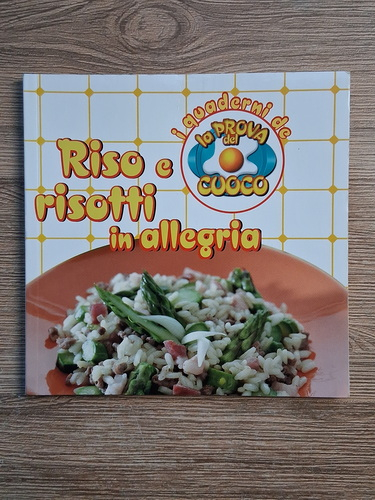 i quaderni de
la PROVA
del
CUOCO
Riso e
risotti
in allegria